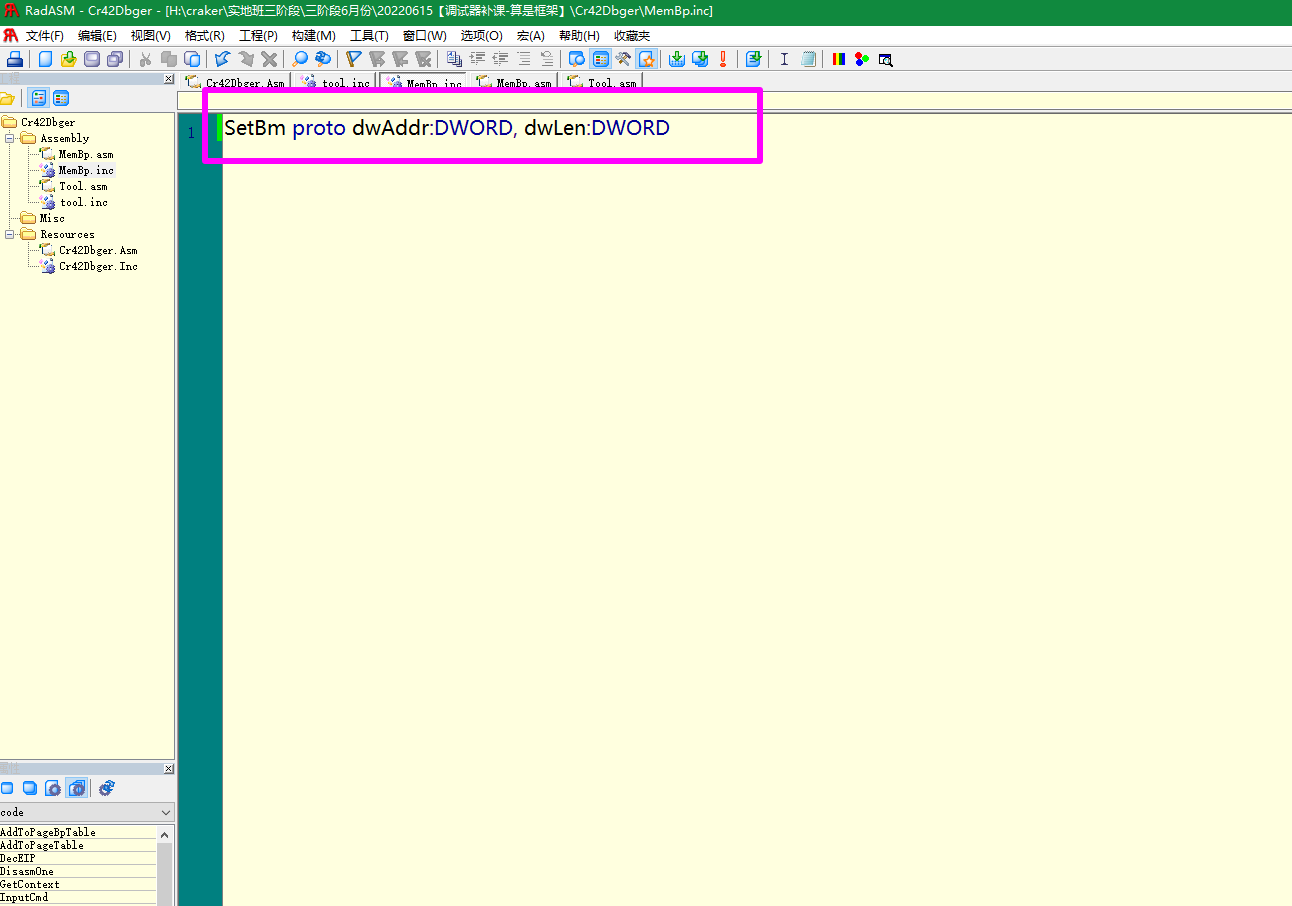 RadASM - Cr42Dbger - [H:\craker\实地班三阶段\三阶段6月份\20220615【调试器补课-算是框架】\Cr42Dbger\MemBp.inc]
文件(F) 编辑(E) 视图(V) 格式(R) 工程(P) 构建(M) 工具(T) 窗口(W) 选项(O) 宏(A) 帮助(H) 收藏夹
Cr42Dbger.Asm tool.inc MemBp.inc MemBp.asm Tool.asm
1 SetBm proto dwAddr:DWORD, dwLen:DWORD
Cr42Dbger
Assembly
MemBp.asm
MemBp.inc
Tool.asm
tool.inc
Misc
Resources
Cr42Dbger.Asm
Cr42Dbger.Inc
code
AddToPageBpTable
AddToPageTable
DecEIP
DisasmOne
GetContext
InputCmd